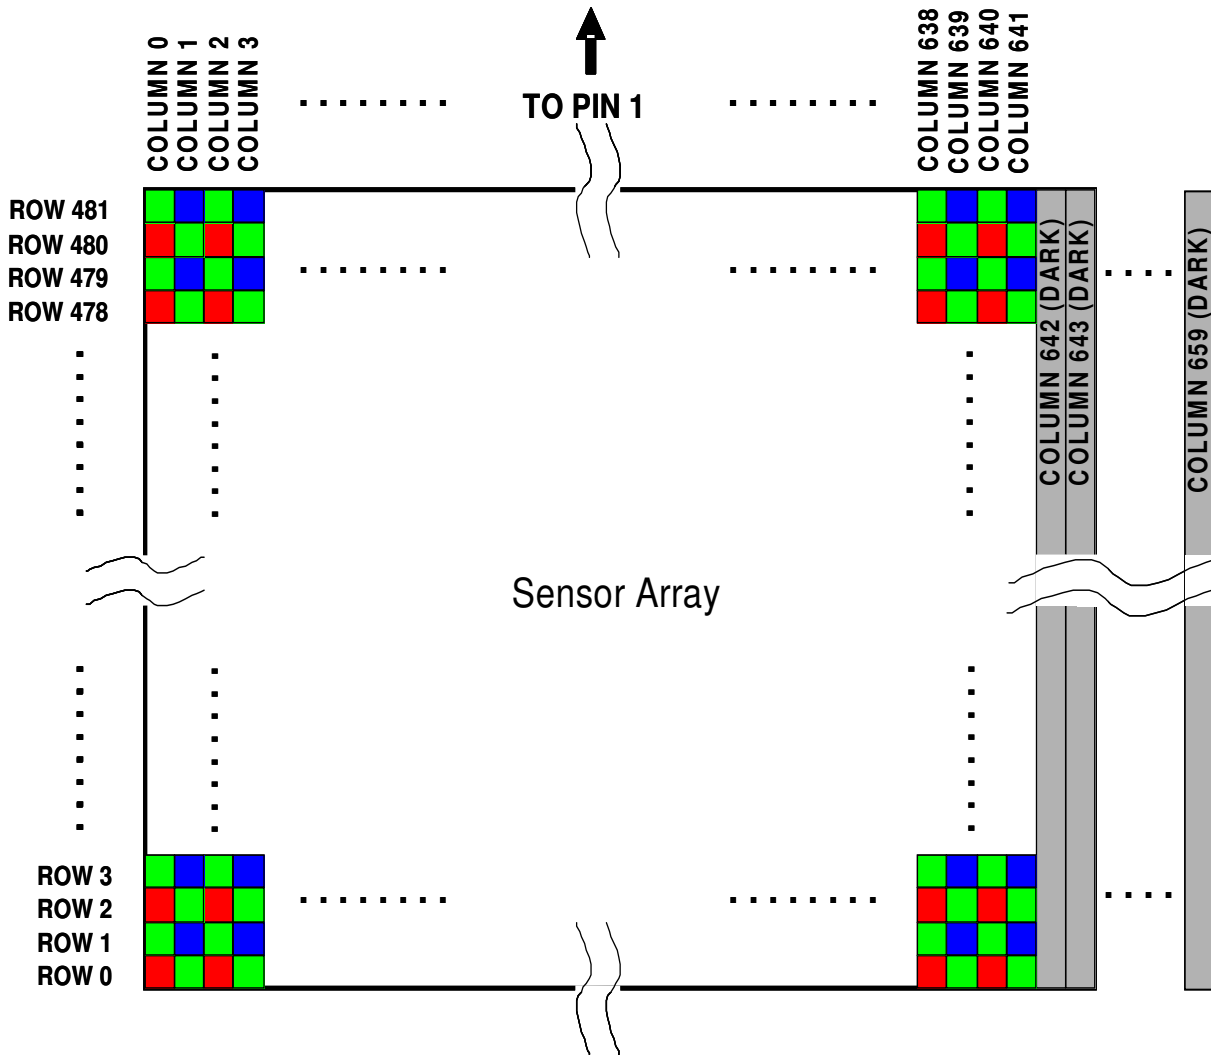 COLUMN 0
COLUMN 1
COLUMN 2
COLUMN 3
TO PIN 1
COLUMN 638
COLUMN 639
COLUMN 640
COLUMN 641
ROW 481
ROW 480
ROW 479
ROW 478
COLUMN 642 (DARK)
COLUMN 643 (DARK)
COLUMN 659 (DARK)
Sensor Array
ROW 3
ROW 2
ROW 1
ROW 0